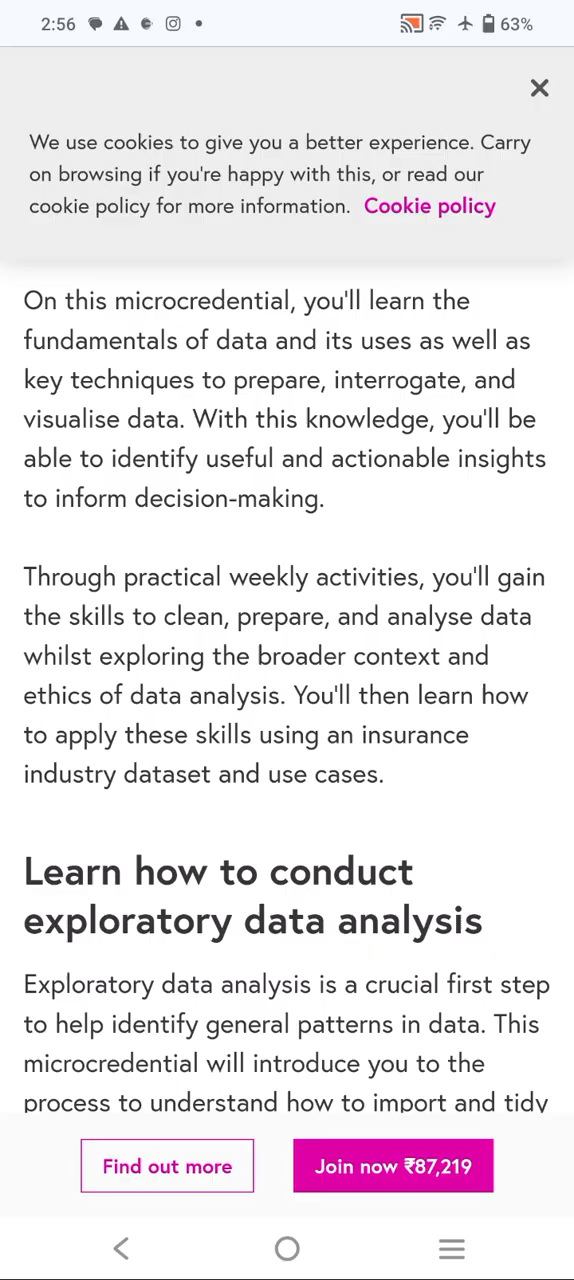 2:56
63%
We use cookies to give you a better experience. Carry
on browsing if you're happy with this, or read our
cookie policy for more information. Cookie policy
On this microcredential, you'll learn the
fundamentals of data and its uses as well as
key techniques to prepare, interrogate, and
visualise data. With this knowledge, you'll be
able to identify useful and actionable insights
to inform decision-making.
Through practical weekly activities, you'll gain
the skills to clean, prepare, and analyse data
whilst exploring the broader context and
ethics of data analysis. You'll then learn how
to apply these skills using an insurance
industry dataset and use cases.
Learn how to conduct
exploratory data analysis
Exploratory data analysis is a crucial first step
to help identify general patterns in data. This
microcredential will introduce you to the
process to understand how to import and tidy
Find out more
Join now ₹87,219